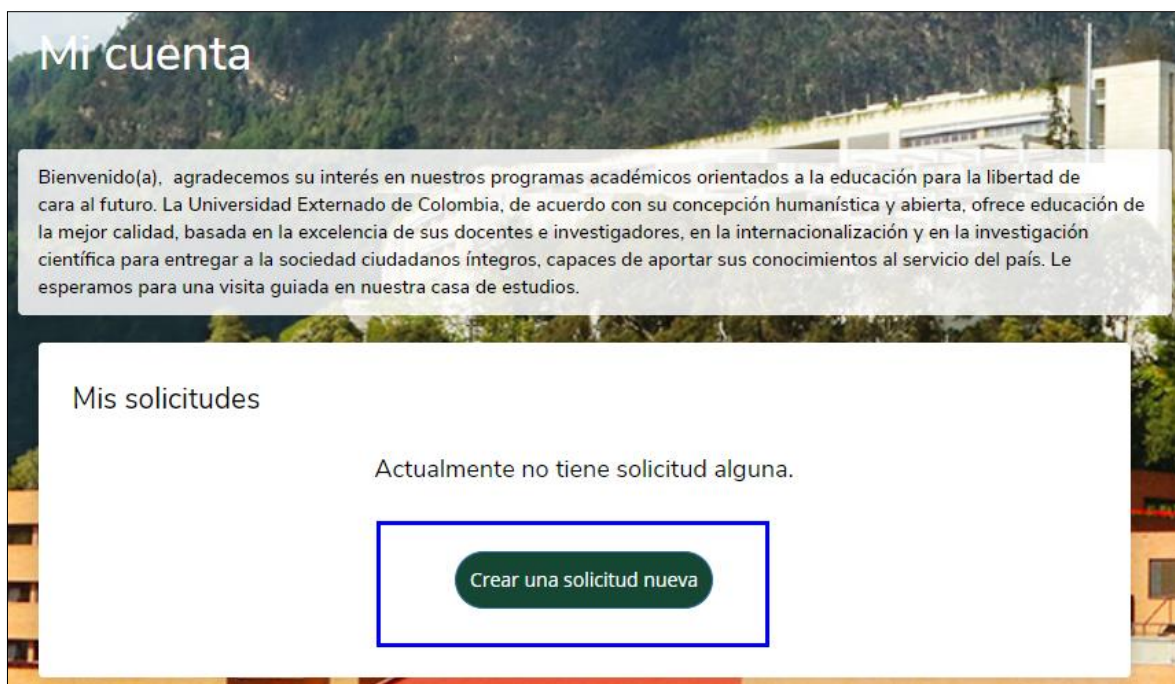 Mi cuenta
Bienvenido(a), agradecemos su interés en nuestros programas académicos orientados a la educación para la libertad de
cara al futuro. La Universidad Externado de Colombia, de acuerdo con su concepción humanística y abierta, ofrece educación de
la mejor calidad, basada en la excelencia de sus docentes e investigadores, en la internacionalización y en la investigación
científica para entregar a la sociedad ciudadanos íntegros, capaces de aportar sus conocimientos al servicio del país. Le
esperamos para una visita guiada en nuestra casa de estudios.
Mis solicitudes
Actualmente no tiene solicitud alguna.
Crear una solicitud nueva